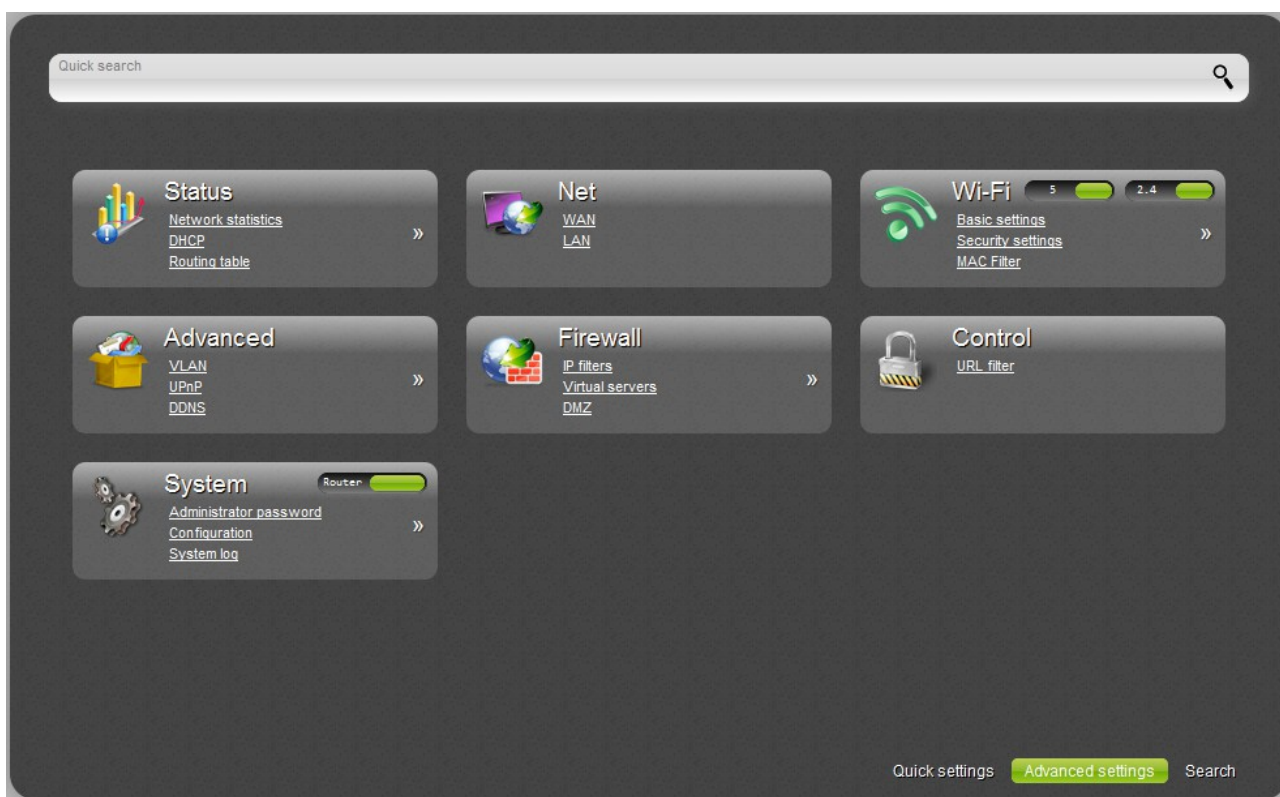 Quick search
Status
Network statistics
DHCP
Routing table
»
Net
WAN
LAN
Wi-Fi 5 2.4
Basic settings
Security settings
MAC Filter
»
Advanced
VLAN
UPnP
DDNS
»
Firewall
IP filters
Virtual servers
DMZ
»
Control
URL filter
System Router
Administrator password
Configuration
System log
»
Quick settings Advanced settings Search